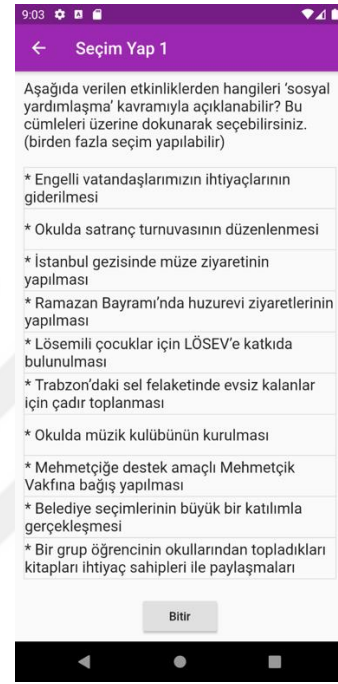 9:03
Seçim Yap 1
Aşağıda verilen etkinliklerden hangileri ‘sosyal
yardımlaşma’ kavramıyla açıklanabilir? Bu
cümleleri üzerine dokunarak seçebilirsiniz.
(birden fazla seçim yapılabilir)
* Engelli vatandaşlarımızın ihtiyaçlarının
giderilmesi
* Okulda satranç turnuvasının düzenlenmesi
* İstanbul gezisinde müze ziyaretinin
yapılması
* Ramazan Bayramı’nda huzurevi ziyaretlerinin
yapılması
* Lösemili çocuklar için LÖSEV’e katkıda
bulunulması
* Trabzon’daki sel felaketinde evsiz kalanlar
için çadır toplanması
* Okulda müzik kulübünün kurulması
* Mehmetçiğe destek amaçlı Mehmetçik
Vakfına bağış yapılması
* Belediye seçimlerinin büyük bir katılımla
gerçekleşmesi
* Bir grup öğrencinin okullarından topladıkları
kitapları ihtiyaç sahipleri ile paylaşmaları
Bitir